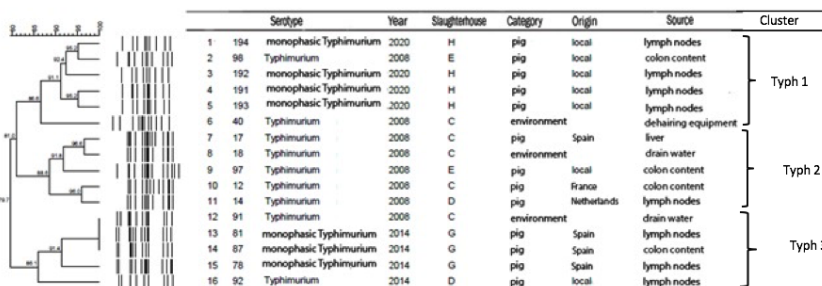 80 85 90 95 100
Serotype Year Slaughterhouse Category Origin Source Cluster
1 194 monophasic Typhimurium 2020 H pig local lymph nodes
2 98 Typhimurium 2008 E pig local colon content
3 192 monophasic Typhimurium 2020 H pig local lymph nodes
4 191 monophasic Typhimurium 2020 H pig local lymph nodes
Typh 1
5 193 monophasic Typhimurium 2020 H pig local lymph nodes
6 40 Typhimurium 2008 C environment dehairing equipment
7 17 Typhimurium 2008 C pig Spain liver
8 18 Typhimurium 2008 C environment drain water
9 97 Typhimurium 2008 E pig local colon content
Typh 2
10 12 Typhimurium 2008 C pig France colon content
11 14 Typhimurium 2008 D pig Netherlands lymph nodes
12 91 Typhimurium 2008 C environment drain water
13 81 monophasic Typhimurium 2014 G pig Spain lymph nodes
14 87 monophasic Typhimurium 2014 G pig Spain colon content
Typh
15 78 monophasic Typhimurium 2014 G pig Spain lymph nodes
16 92 Typhimurium 2014 D pig local lymph nodes